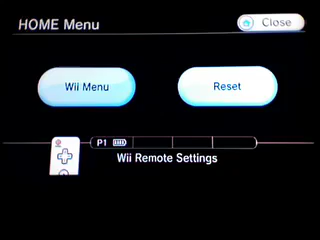 HOME Menu
Close
Wii Menu
Reset
P1
Wii Remote Settings